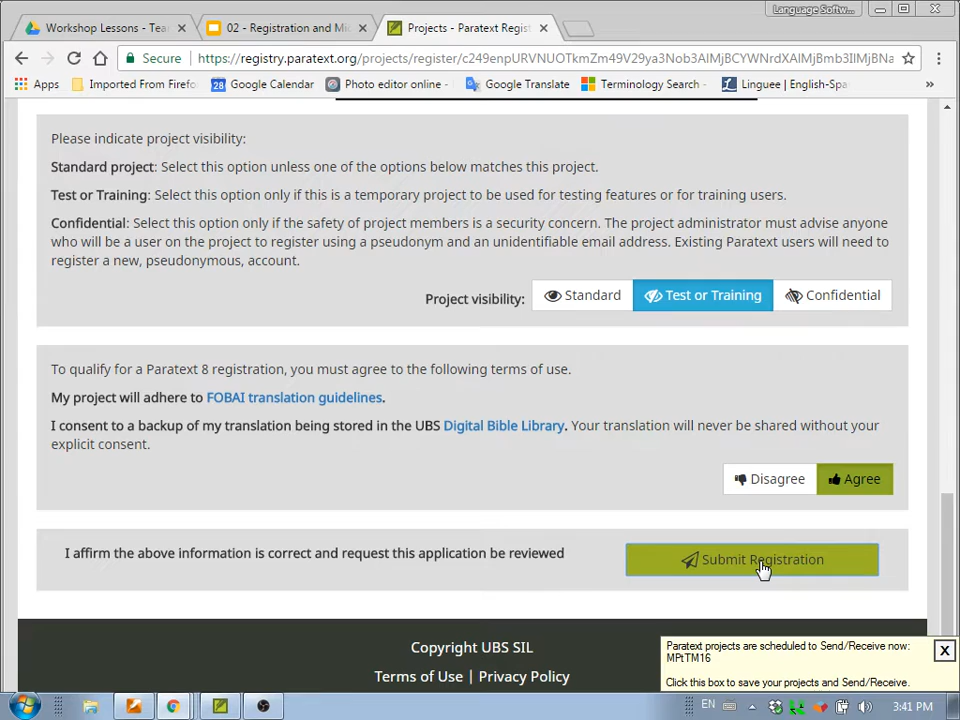 Language Softw...
Workshop Lessons - Tea
02 - Registration and Mi
Projects - Paratext Regist
Secure
https://registry.paratext.org/projects/register/c249enpURVNUOTkmZm49V29ya3Nob3AlMjBCYWNrdXAlMjBmb3IlMjBNa
Apps
Imported From Firefox
28
Google Calendar
Photo editor online -
Google Translate
Terminology Search -
Linguee | English-Spa
»
Please indicate project visibility:
Standard project: Select this option unless one of the options below matches this project.
Test or Training: Select this option only if this is a temporary project to be used for testing features or for training users.
Confidential: Select this option only if the safety of project members is a security concern. The project administrator must advise anyone
who will be a user on the project to register using a pseudonym and an unidentifiable email address. Existing Paratext users will need to
register a new, pseudonymous, account.
Project visibility:
Standard
Test or Training
Confidential
To qualify for a Paratext 8 registration, you must agree to the following terms of use.
My project will adhere to FOBAI translation guidelines.
I consent to a backup of my translation being stored in the UBS Digital Bible Library. Your translation will never be shared without your
explicit consent.
Disagree
Agree
I affirm the above information is correct and request this application be reviewed
Submit Registration
Copyright UBS SIL
Terms of Use | Privacy Policy
Paratext projects are scheduled to Send/Receive now:
MPtTM16
X
Click this box to save your projects and Send/Receive.
EN
3:41 PM